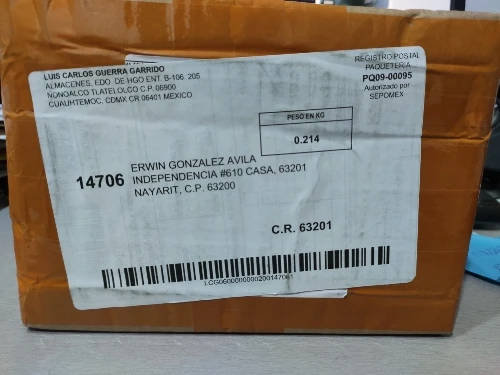 LUIS CARLOS GUERRA GARRIDO
ALMACENES, EDO. DE HGO ENT. B-106. 205
NONOALCO TLATELOLCO C.P. 06900
CUAUHTEMOC. CDMX CR 06401 MEXICO
REGISTRO POSTAL
PAQUETERIA
PQ09-00095
Autorizado por
SEPOMEX
PESO EN KG
0.214
14706
ERWIN GONZALEZ AVILA
INDEPENDENCIA #610 CASA, 63201
NAYARIT, C.P. 63200
C.R. 63201